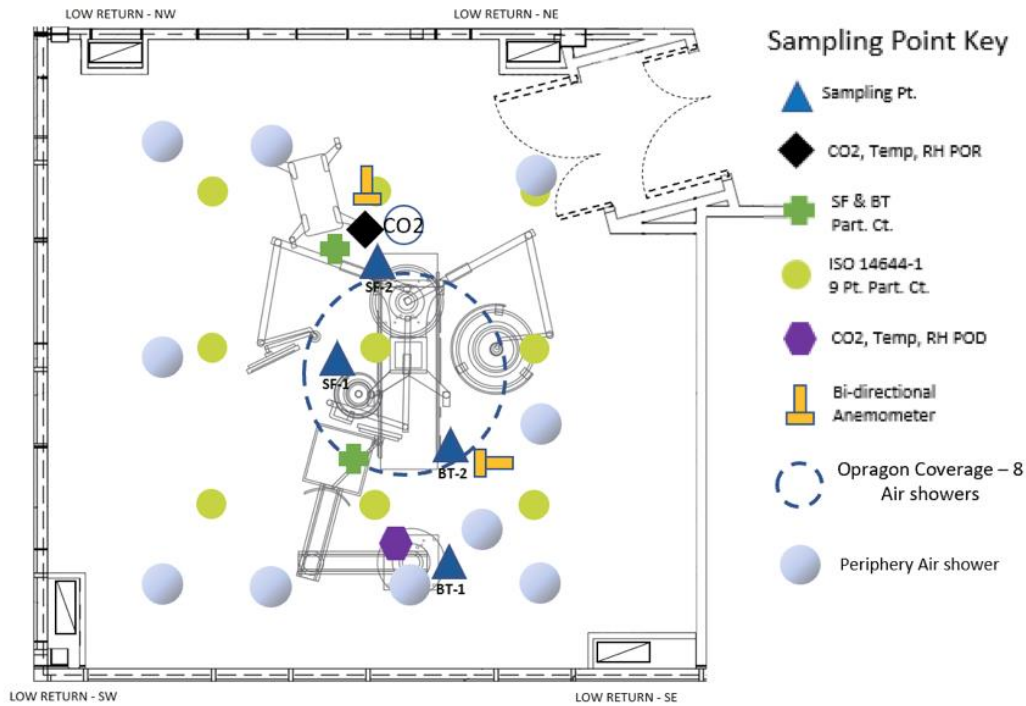 LOW RETURN - NW
LOW RETURN - NE
Sampling Point Key
Sampling Pt.
CO2, Temp, RH POR
SF & BT
Part. Ct.
ISO 14644-1
9 Pt. Part. Ct.
CO2, Temp, RH POD
Bi-directional
Anemometer
Opragon Coverage – 8
Air showers
Periphery Air shower
CO2
SF-2
SF-1
BT-2
BT-1
LOW RETURN - SW
LOW RETURN - SE